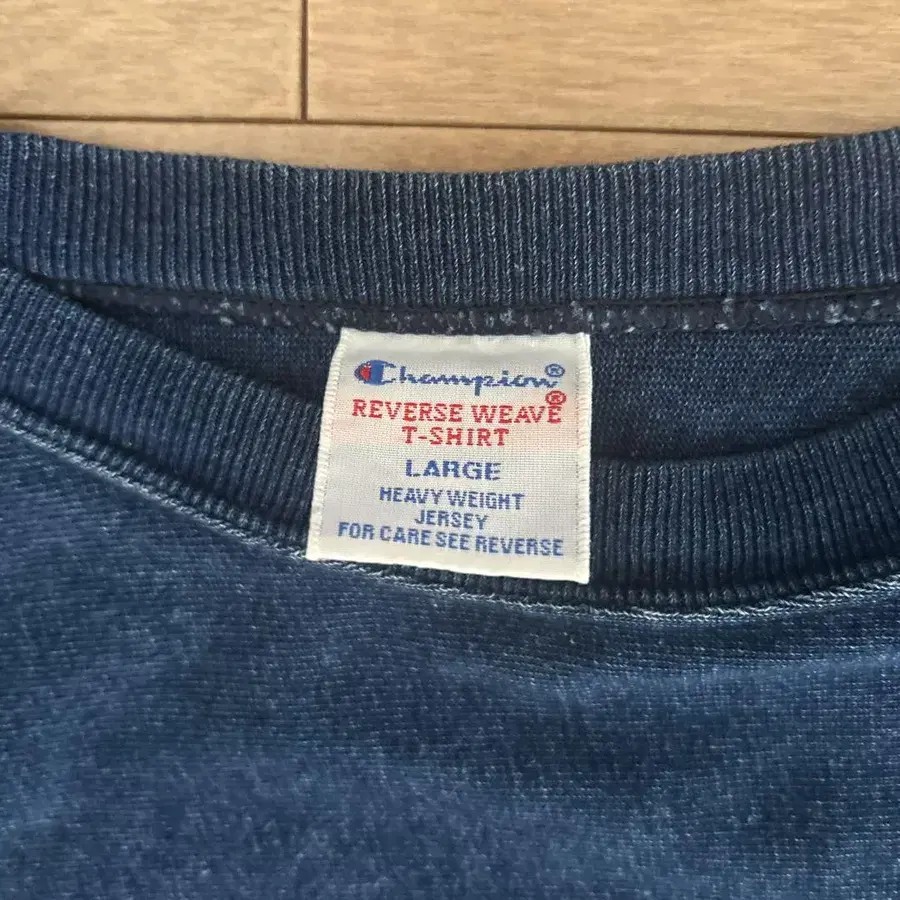 Champion®
REVERSE WEAVE®
T-SHIRT
LARGE
HEAVY WEIGHT
JERSEY
FOR CARE SEE REVERSE